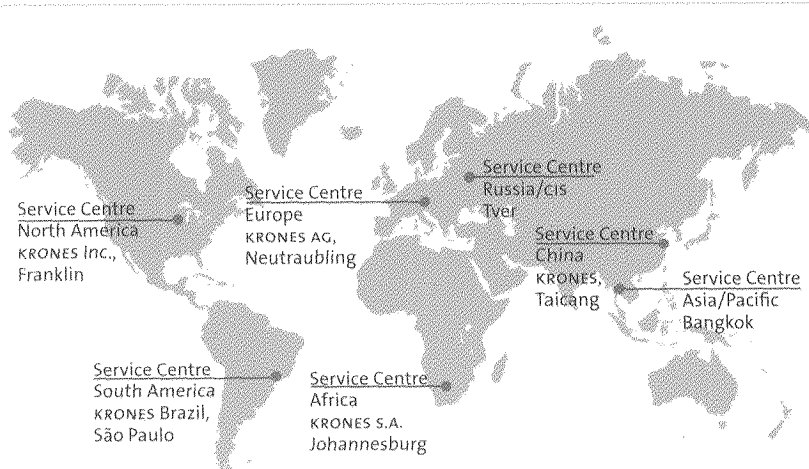 Service Centre
Russia/CIS
Tver
Service Centre
Europe
KRONES AG,
Neutraubling
Service Centre
North America
KRONES Inc.,
Franklin
Service Centre
China
KRONES,
Taicang
Service Centre
Asia/Pacific
Bangkok
Service Centre
South America
KRONES Brazil,
São Paulo
Service Centre
Africa
KRONES S.A.
Johannesburg